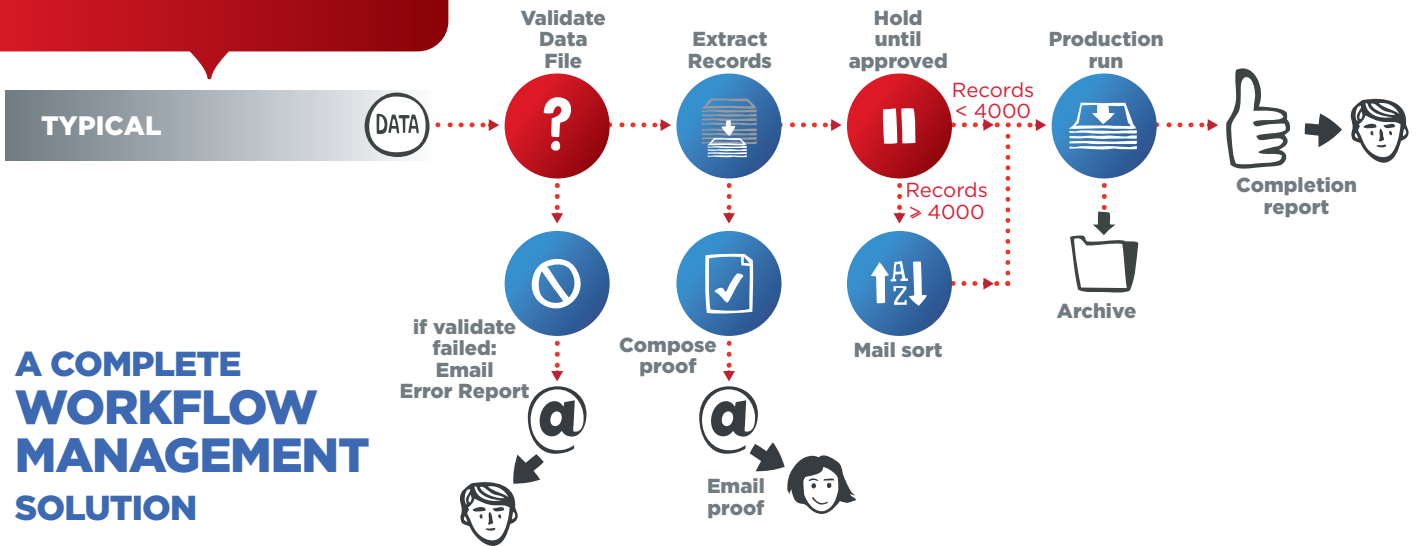 Validate
Data
File
Extract
Records
Hold
until
approved
Production
run
TYPICAL
DATA
?
Records
< 4000
Records
⩾ 4000
Completion
report
A
Z
Archive
if validate
failed:
Email
Error Report
Compose
proof
Mail sort
@
@
Email
proof
A COMPLETE
WORKFLOW
MANAGEMENT
SOLUTION